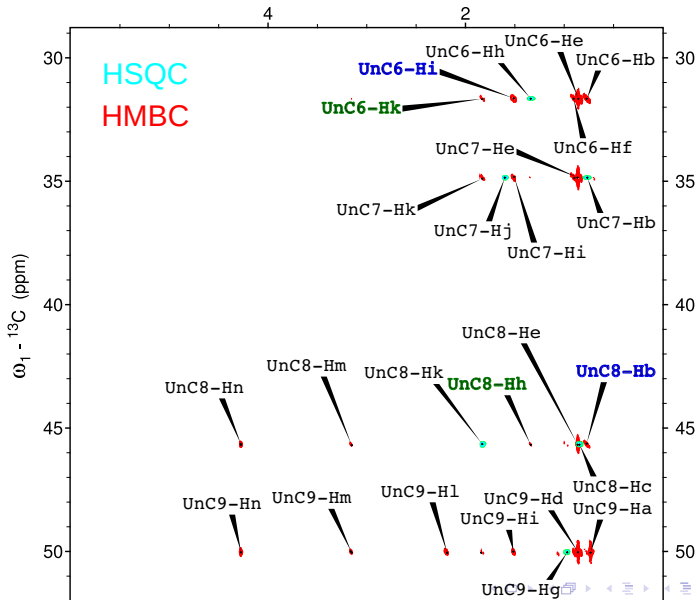 4 2
30
HSQC
HMBC
UnC6-Hi
UnC6-Hh
UnC6-He
UnC6-Hb
UnC6-Hk
UnC6-Hf
UnC7-He
35
UnC7-Hk
UnC7-Hj
UnC7-Hi
UnC7-Hb
ω1 - 13C (ppm)
40
UnC8-He
UnC8-Hn
UnC8-Hm
UnC8-Hk
UnC8-Hh
UnC8-Hb
45
UnC8-Hc
UnC9-Hn
UnC9-Hm
UnC9-Hl
UnC9-Hd
UnC9-Ha
UnC9-Hi
50
UnC9-Hg